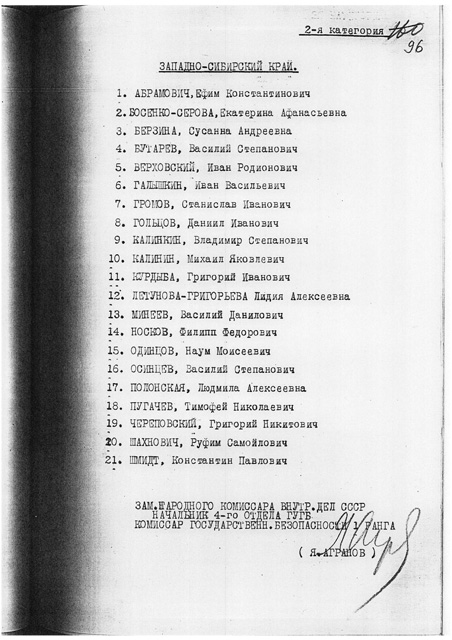 2-я категория
96
ЗАПАДНО-СИБИРСКИЙ КРАЙ.
1. АБРАМОВИЧ,Ефим Константинович
2.БОСЕНКО-СЕРОВА,Екатерина Афанасьевна
3. БЕРЗИНА, Сусанна Андреевна
4. БУТАРЕВ, Василий Степанович
5. ВЕРХОВСКИЙ, Иван Родионович
6. ГАЛЫШКИН, Иван Васильевич
7. ГРОМОВ, Станислав Иванович
8. ГОЛЬЦОВ, Даниил Иванович
9. КАЛИНКИН, Владимир Степанович
10. КАЛИНИН, Михаил Яковлевич
11. КУРДЫБА, Григорий Иванович
12. ЛЕТУНОВА-ГРИГОРЬЕВА Лидия Алексеевна
13. МИНЕЕВ, Василий Данилович
14. НОСКОВ, Филипп Федорович
15. ОДИНЦОВ, Наум Моисеевич
16. ОСИНЦЕВ, Василий Степанович
17. ПОЛОНСКАЯ, Людмила Алексеевна
18. ПУГАЧЕВ, Тимофей Николаевич
19. ЧЕРЕПОВСКИЙ, Григорий Никитович
20. ШАХНОВИЧ, Руфим Самойлович
21. ШМИДТ, Константин Павлович
ЗАМ.НАРОДНОГО КОМИССАРА ВНУТР.ДЕЛ СССР
НАЧАЛЬНИК 4-го ОТДЕЛА ГУГБ
КОМИССАР ГОСУДАРСТВЕНН.БЕЗОПАСНОСТИ 1 РАНГА
( Я.АГРАНОВ )